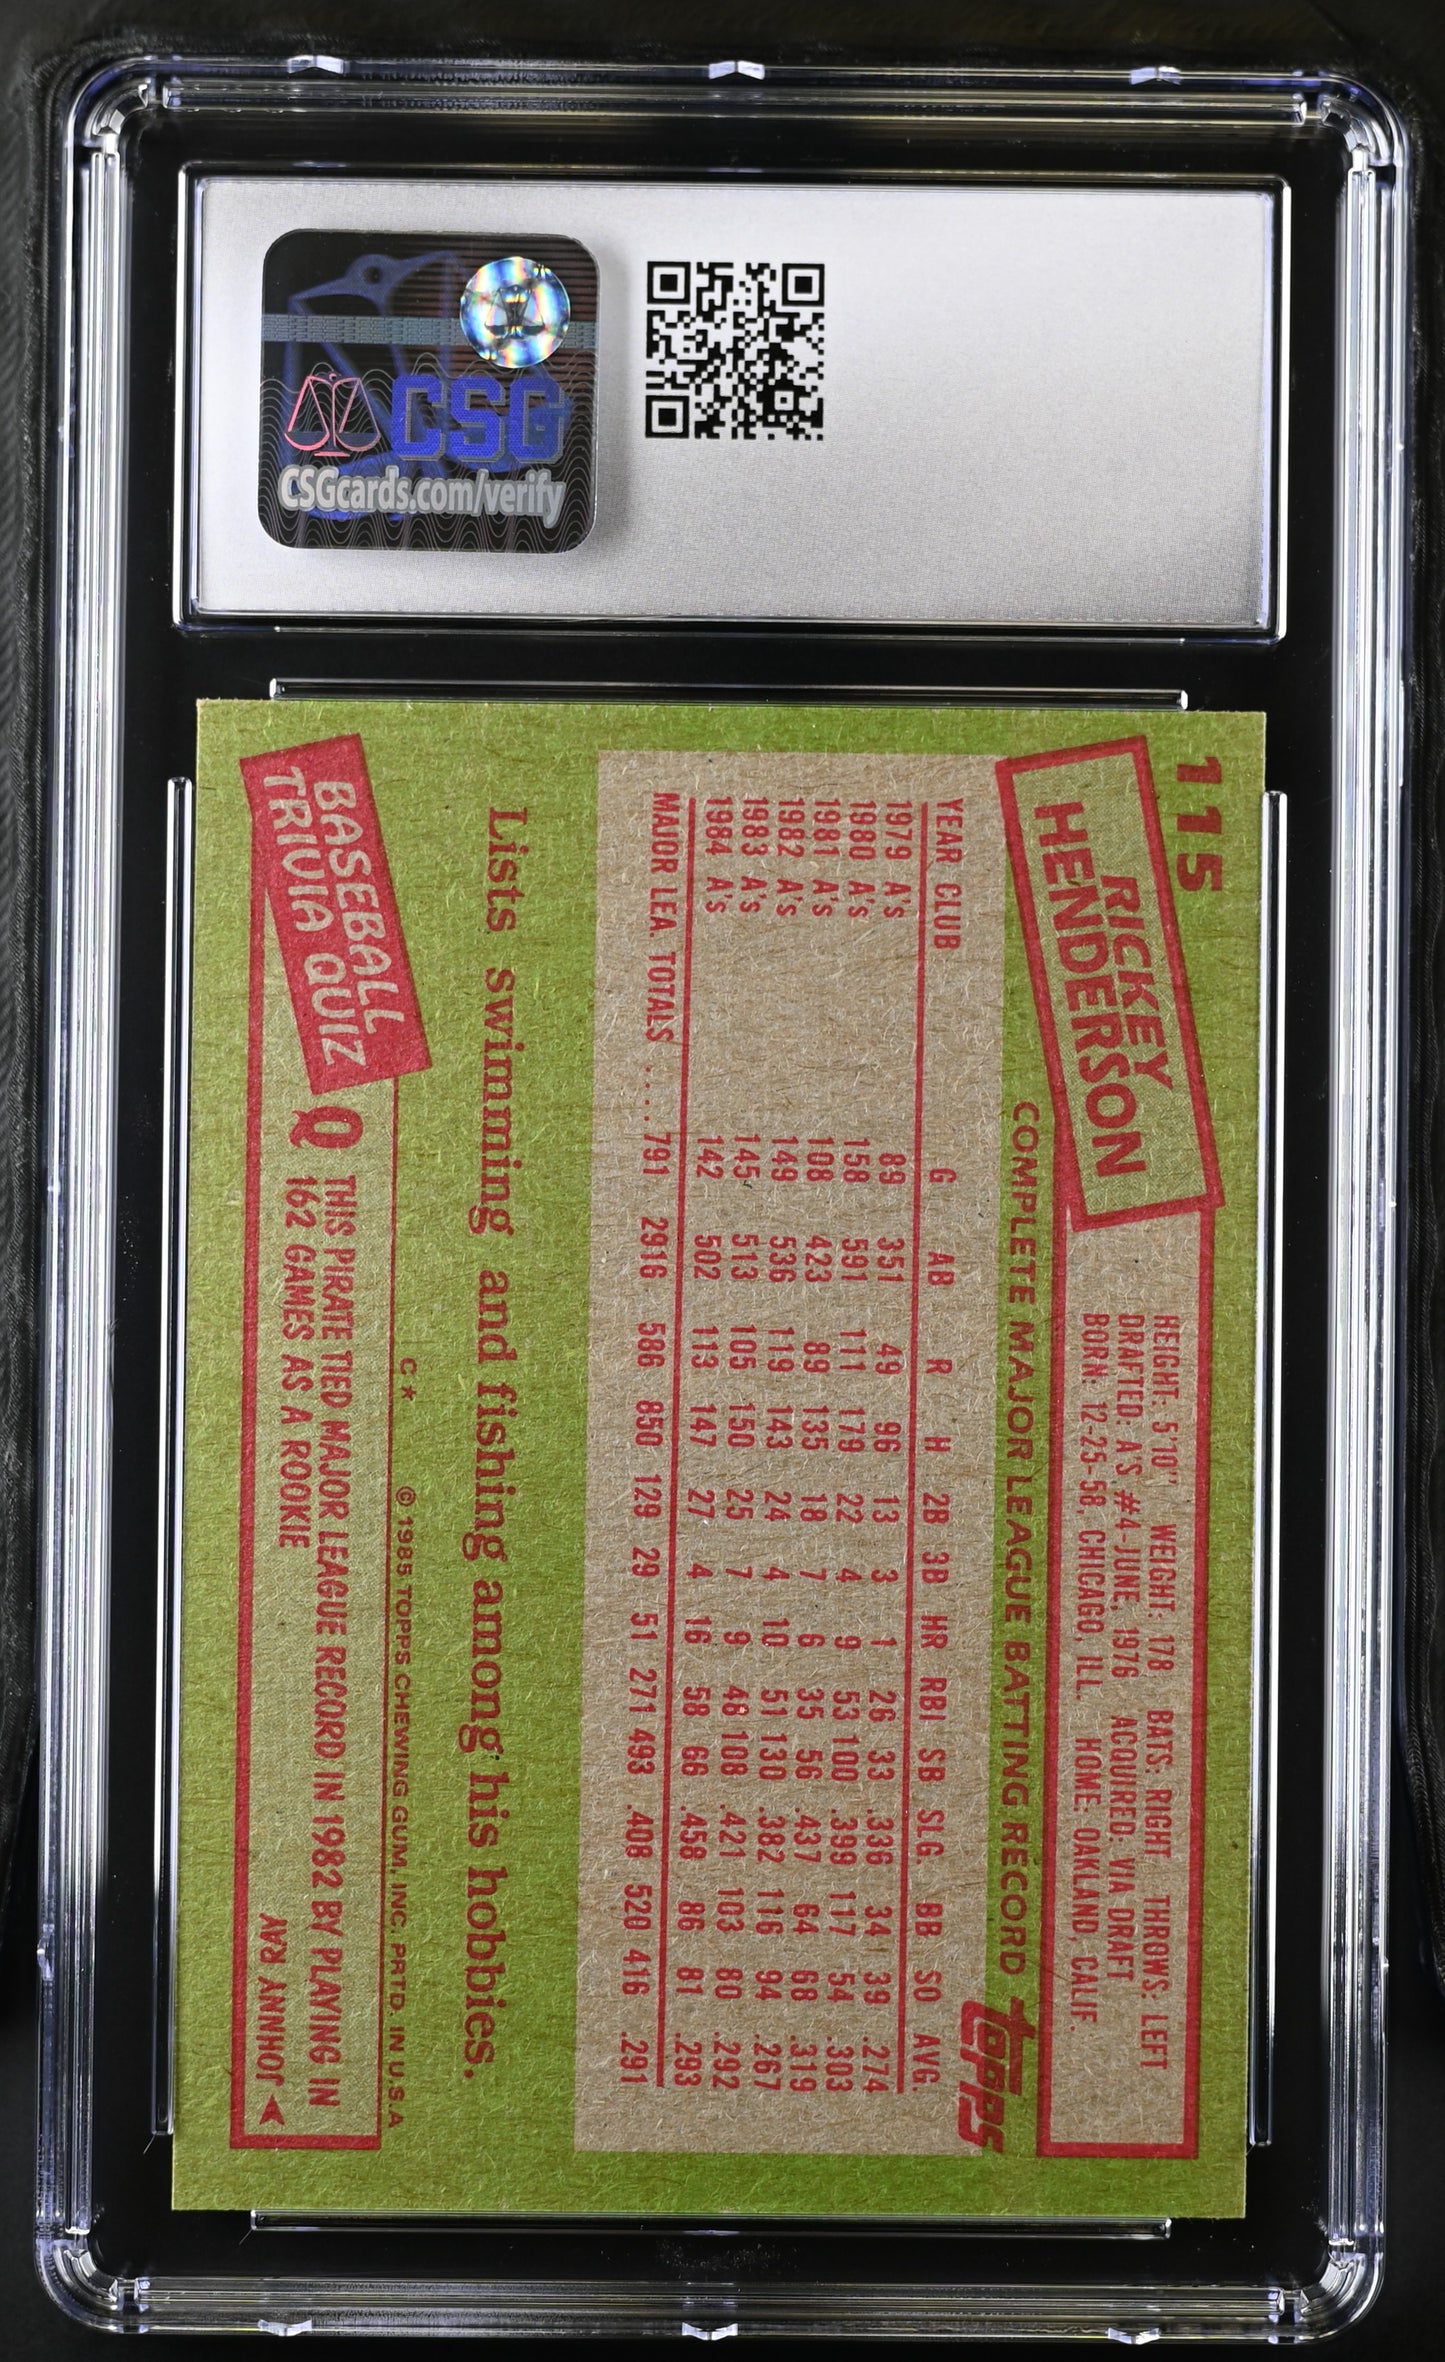 CSG
CSGcards.com/verify
115
RICKEY
HENDERSON
HEIGHT: 5'10" WEIGHT: 178 BATS: RIGHT THROWS: LEFT
DRAFTED: A'S #4-JUNE, 1976 ACQUIRED: VIA DRAFT
BORN: 12-25-58, CHICAGO, ILL. HOME: OAKLAND, CALIF.
COMPLETE MAJOR LEAGUE BATTING RECORD
topps
YEAR CLUB G AB R H 2B 3B HR RBI SB SLG. BB SO AVG.
1979 A's 89 351 49 96 13 3 1 26 33 .336 34 39 .274
1980 A's 158 591 111 179 22 4 9 53 100 .399 117 54 .303
1981 A's 108 423 89 135 18 7 6 35 56 .437 64 68 .319
1982 A's 149 536 119 143 24 4 10 51 130 .382 116 94 .267
1983 A's 145 513 105 150 25 7 9 48 108 .421 103 80 .292
1984 A's 142 502 113 147 27 4 16 58 66 .458 86 81 .293
MAJOR LEA. TOTALS .... 791 2916 586 850 129 29 51 271 493 .408 520 416 .291
Lists swimming and fishing among his hobbies.
C* © 1985 TOPPS CHEWING GUM, INC. PRTD. IN U.S.A
BASEBALL
TRIVIA QUIZ
Q THIS PIRATE TIED MAJOR LEAGUE RECORD IN 1982 BY PLAYING IN
162 GAMES AS A ROOKIE
JOHNNY RAY